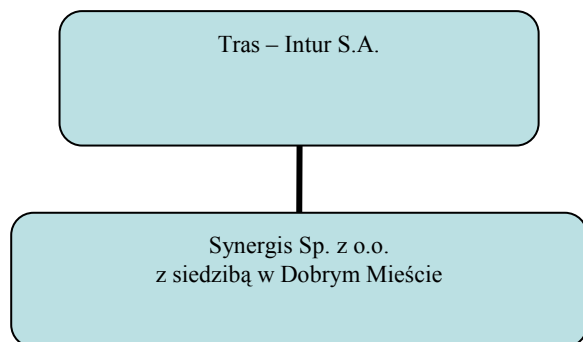 Tras – Intur S.A.
Synergis Sp. z o.o.
z siedzibą w Dobrym Mieście